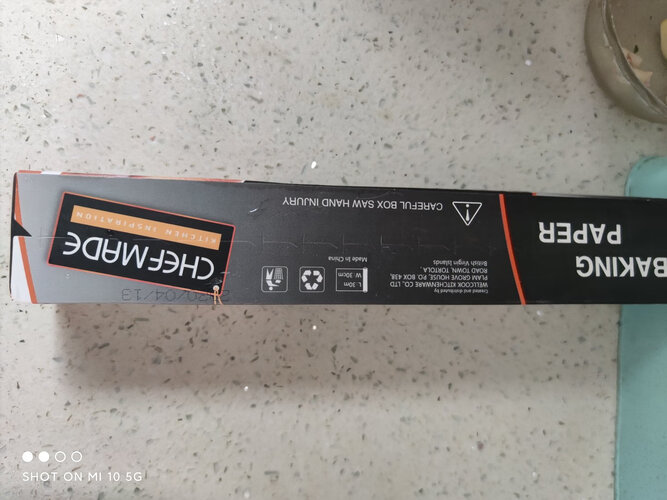 BAKING
PAPER
Created and distributed by
WELLCOOK KITCHENWARE CO., LTD
PLAM GROVE HOUSE, PO. BOX 438,
ROAD TOWN, TORTOLA,
British Virgin Islands
CAREFUL BOX SAW HAND INJURY
L. 30m
W. 30cm
Made in China
CHEFMADE
KITCHEN INSPIRATION
2020/04/13
SHOT ON MI 10 5G